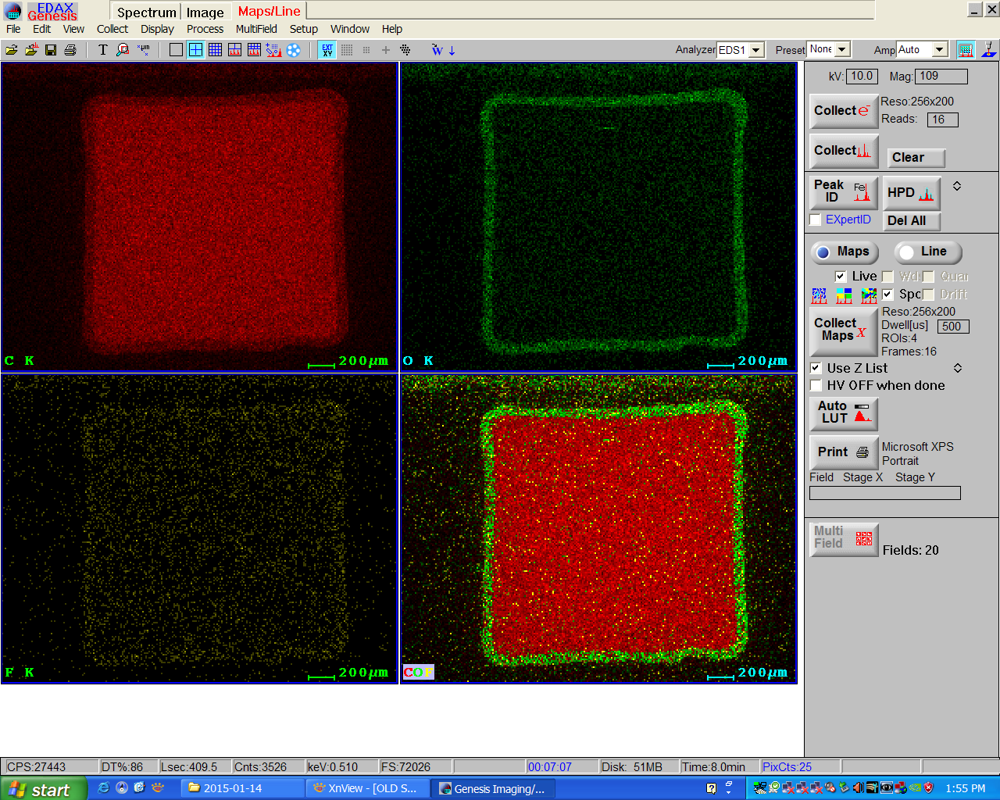 EDAX
Genesis
Spectrum Image Maps/Line
File Edit View Collect Display Process MultiField Setup Window Help
T µm EXT XY W Analyzer EDS1 Preset None Amp Auto
kV: 10.0 Mag: 109
Collect e⁻ Reso:256x200
Reads: 16
Collect Clear
Peak ID Fe HPD
EXpertID Del All
Maps Line
Live Wd Quar
Spc Drift
Collect Maps X Reso:256x200
Dwell[us] 500
ROIs:4
Frames:16
Use Z List
HV OFF when done
Auto LUT
Print Microsoft XPS
Portrait
Field Stage X Stage Y
Multi Field Fields: 20
C K 200µm
O K 200µm
F K 200µm
COF 200µm
CPS:27443 DT%:86 Lsec:409.5 Cnts:3526 keV:0.510 FS:72026 00:07:07 Disk: 51MB Time:8.0min PixCts:25
start 2015-01-14 XnView - [OLD S... Genesis Imaging/... 1:55 PM